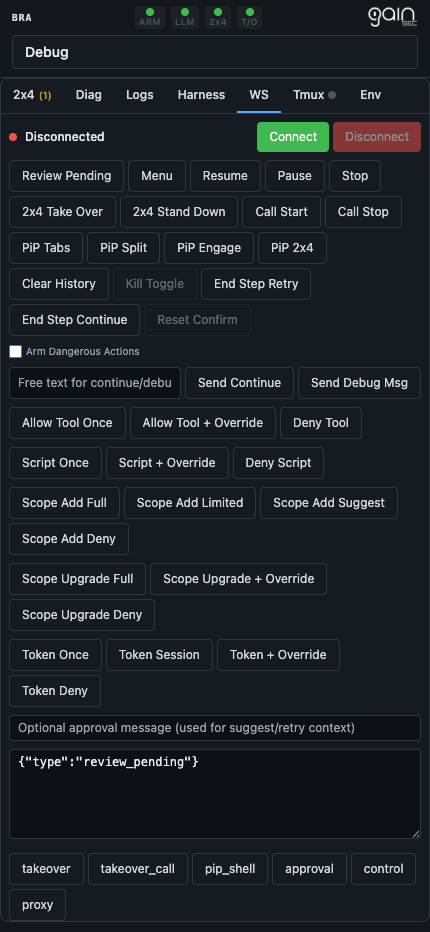 BRA ARM LLM 2x4 T/O gain SEC
Debug
2x4 (1) Diag Logs Harness WS Tmux Env
Disconnected Connect Disconnect
Review Pending Menu Resume Pause Stop
2x4 Take Over 2x4 Stand Down Call Start Call Stop
PiP Tabs PiP Split PiP Engage PiP 2x4
Clear History Kill Toggle End Step Retry
End Step Continue Reset Confirm
Arm Dangerous Actions
Free text for continue/debu Send Continue Send Debug Msg
Allow Tool Once Allow Tool + Override Deny Tool
Script Once Script + Override Deny Script
Scope Add Full Scope Add Limited Scope Add Suggest
Scope Add Deny
Scope Upgrade Full Scope Upgrade + Override
Scope Upgrade Deny
Token Once Token Session Token + Override
Token Deny
Optional approval message (used for suggest/retry context)
{"type":"review_pending"}
takeover takeover_call pip_shell approval control
proxy